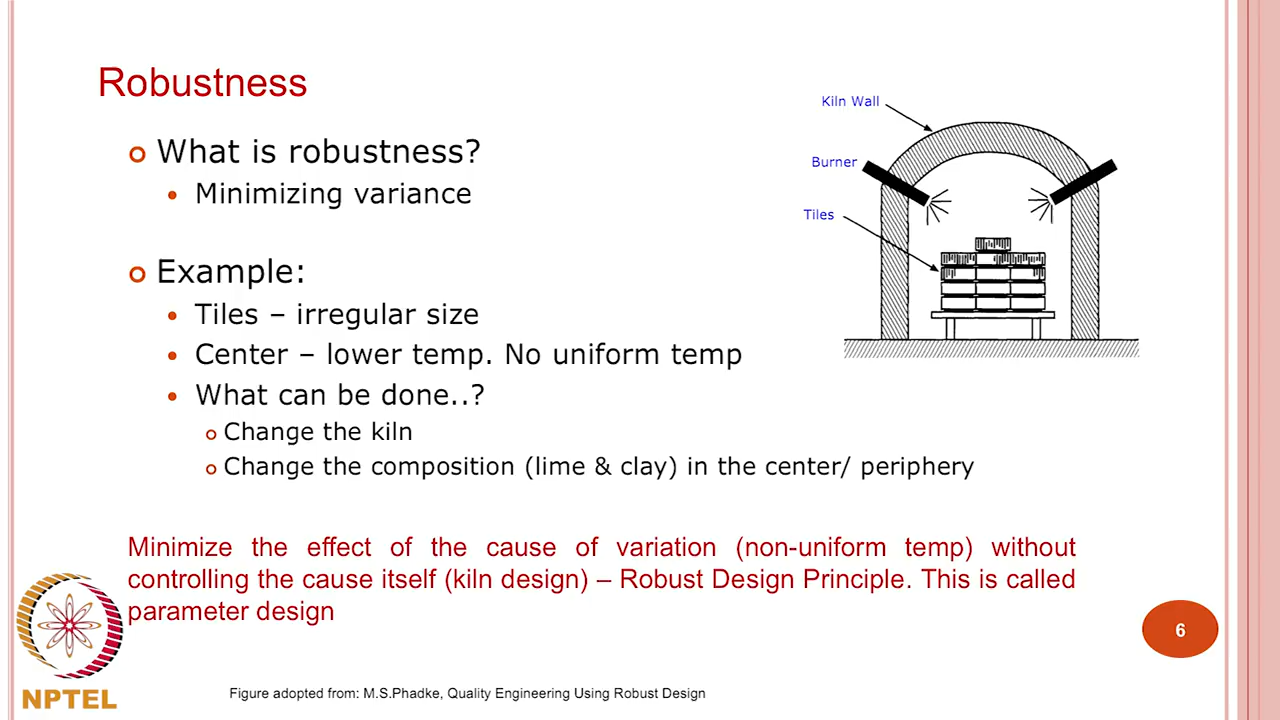 Robustness
What is robustness?
Minimizing variance
Example:
Tiles – irregular size
Center – lower temp. No uniform temp
What can be done..?
Change the kiln
Change the composition (lime & clay) in the center/ periphery
Kiln Wall
Burner
Tiles
Minimize the effect of the cause of variation (non-uniform temp) without
controlling the cause itself (kiln design) – Robust Design Principle. This is called
parameter design
6
NPTEL
Figure adopted from: M.S.Phadke, Quality Engineering Using Robust Design